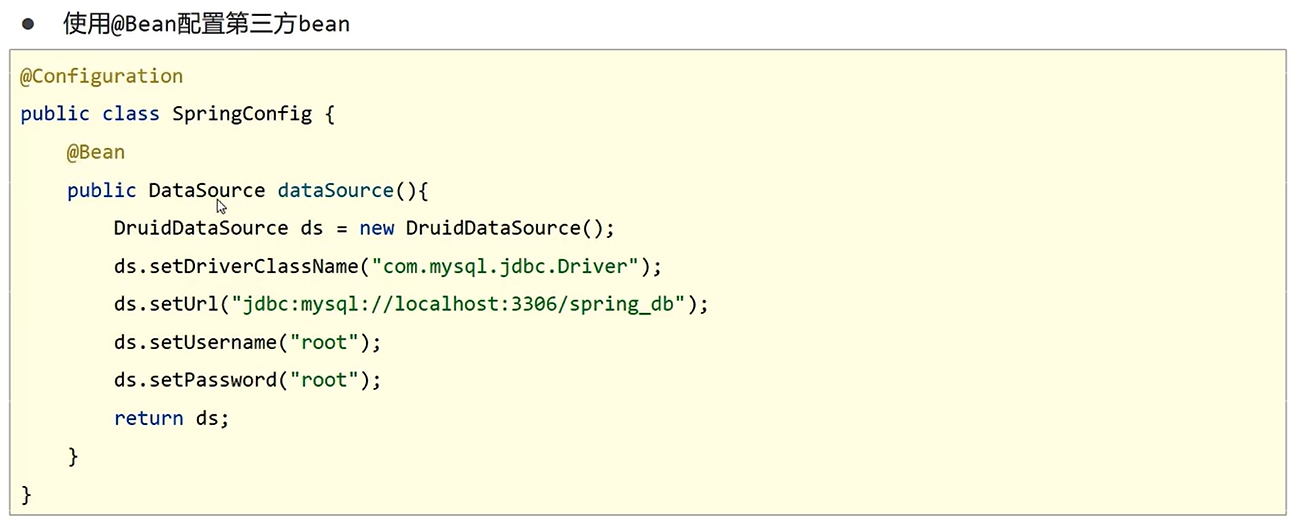 ● 使用@Bean配置第三方bean
@Configuration
public class SpringConfig {
    @Bean
    public DataSource dataSource(){
        DruidDataSource ds = new DruidDataSource();
        ds.setDriverClassName("com.mysql.jdbc.Driver");
        ds.setUrl("jdbc:mysql://localhost:3306/spring_db");
        ds.setUsername("root");
        ds.setPassword("root");
        return ds;
    }
}